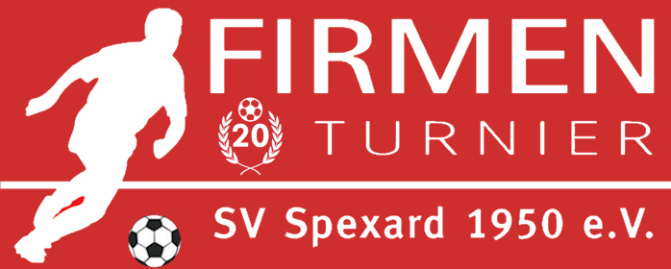 FIRMEN
20 TURNIER
SV Spexard 1950 e.V.